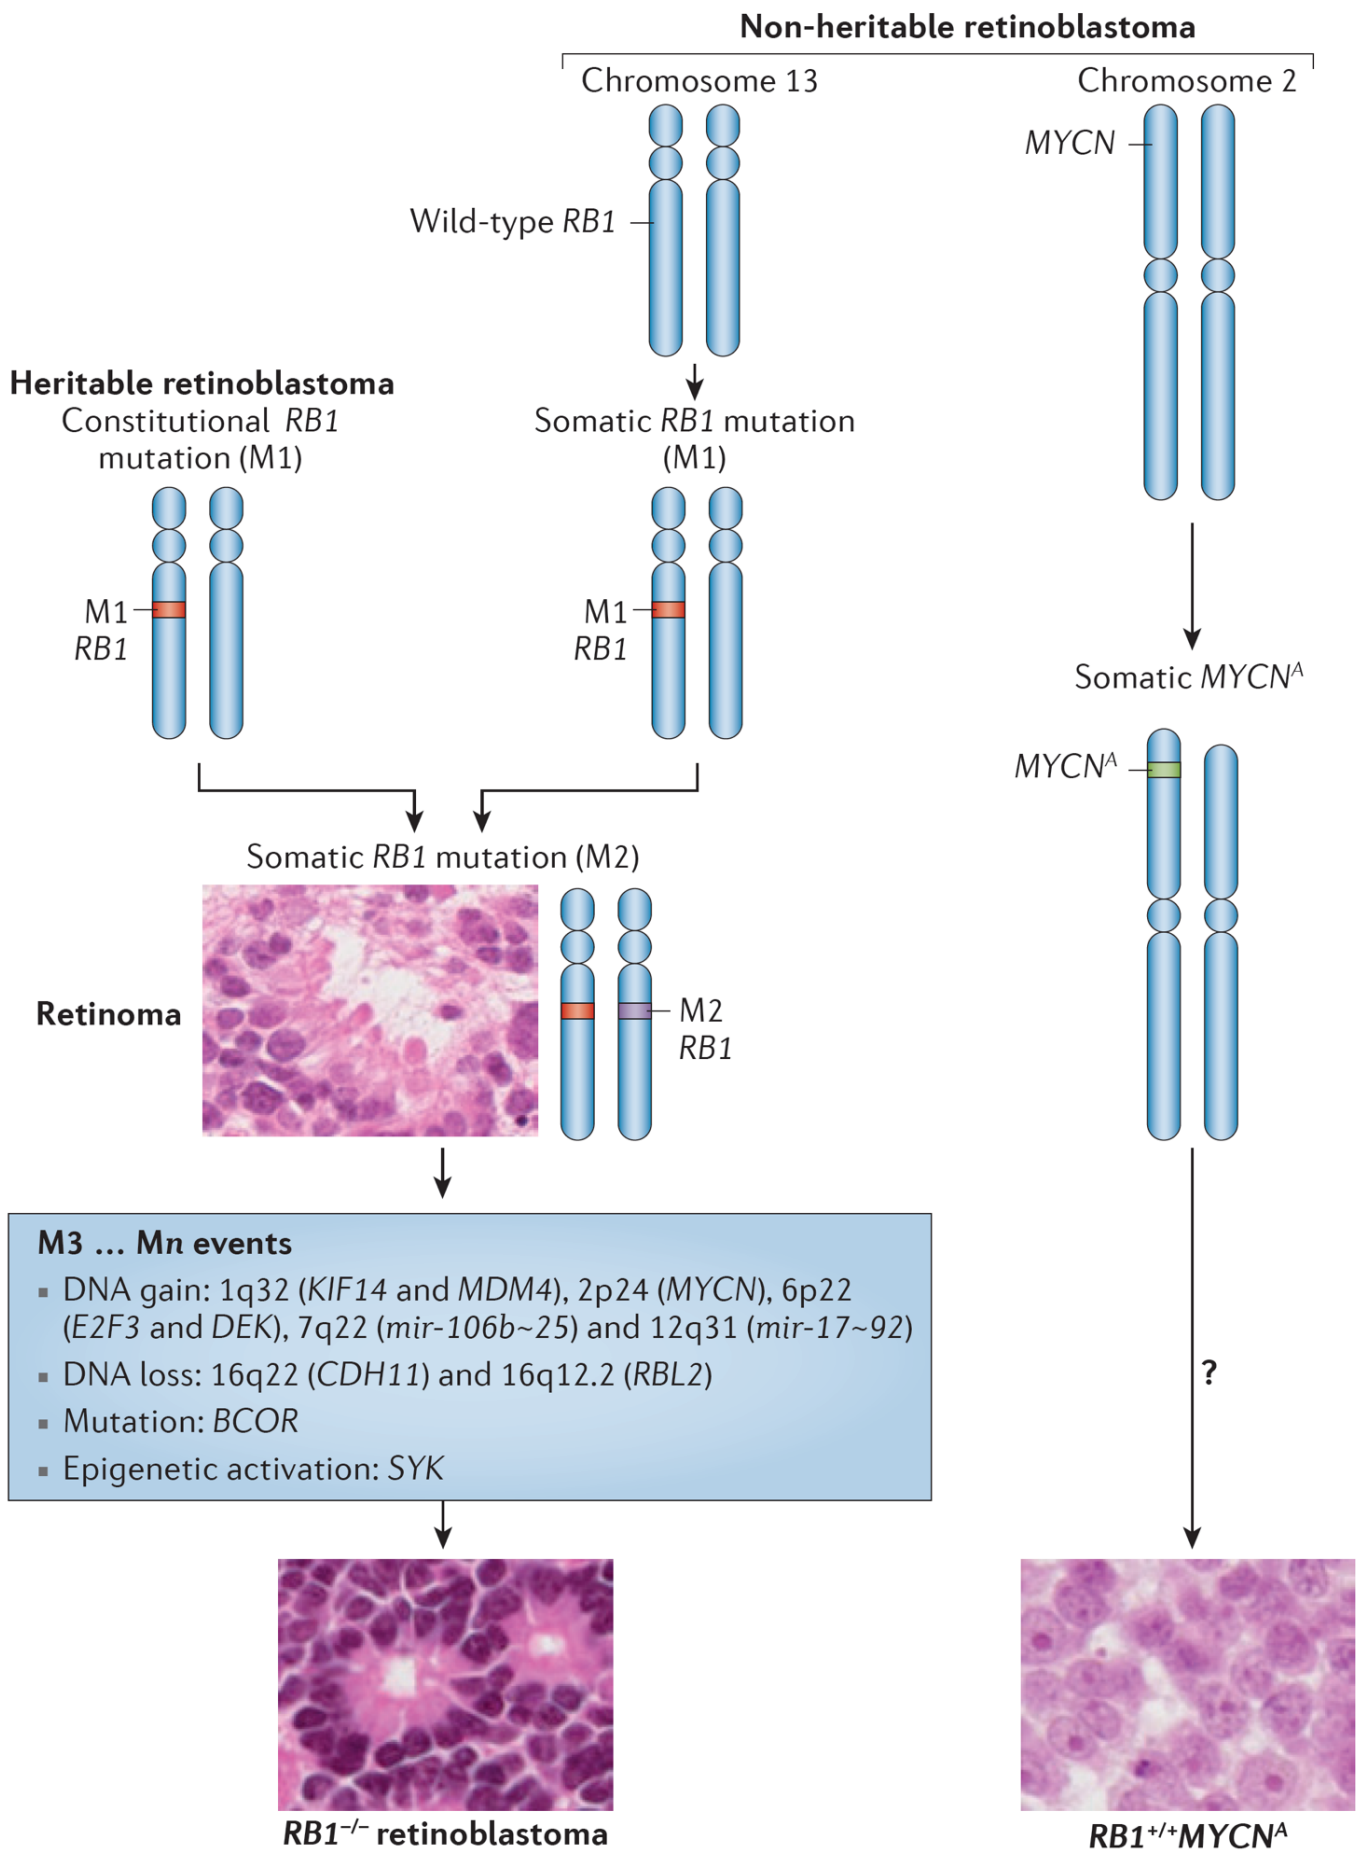 Non-heritable retinoblastoma
Chromosome 13
Chromosome 2
MYCN
Wild-type RB1
Heritable retinoblastoma
Constitutional RB1
mutation (M1)
Somatic RB1 mutation
(M1)
M1
RB1
M1
RB1
Somatic MYCNᴬ
MYCNᴬ
Somatic RB1 mutation (M2)
Retinoma
M2
RB1
M3 ... Mn events
▪ DNA gain: 1q32 (KIF14 and MDM4), 2p24 (MYCN), 6p22
(E2F3 and DEK), 7q22 (mir-106b~25) and 12q31 (mir-17~92)
▪ DNA loss: 16q22 (CDH11) and 16q12.2 (RBL2)
▪ Mutation: BCOR
▪ Epigenetic activation: SYK
?
RB1⁻/⁻ retinoblastoma
RB1⁺/⁺MYCNᴬ